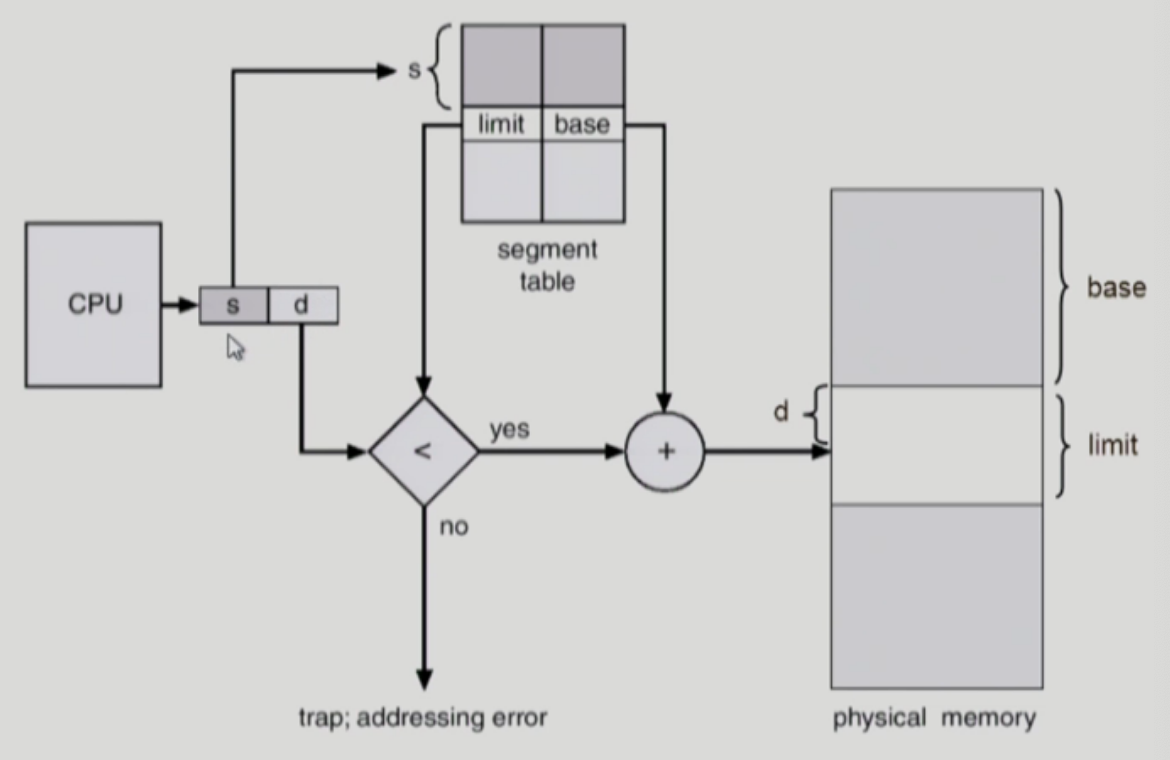 s
limit base
segment
table
CPU
s d
base
d
limit
<
yes
+
no
trap; addressing error
physical memory